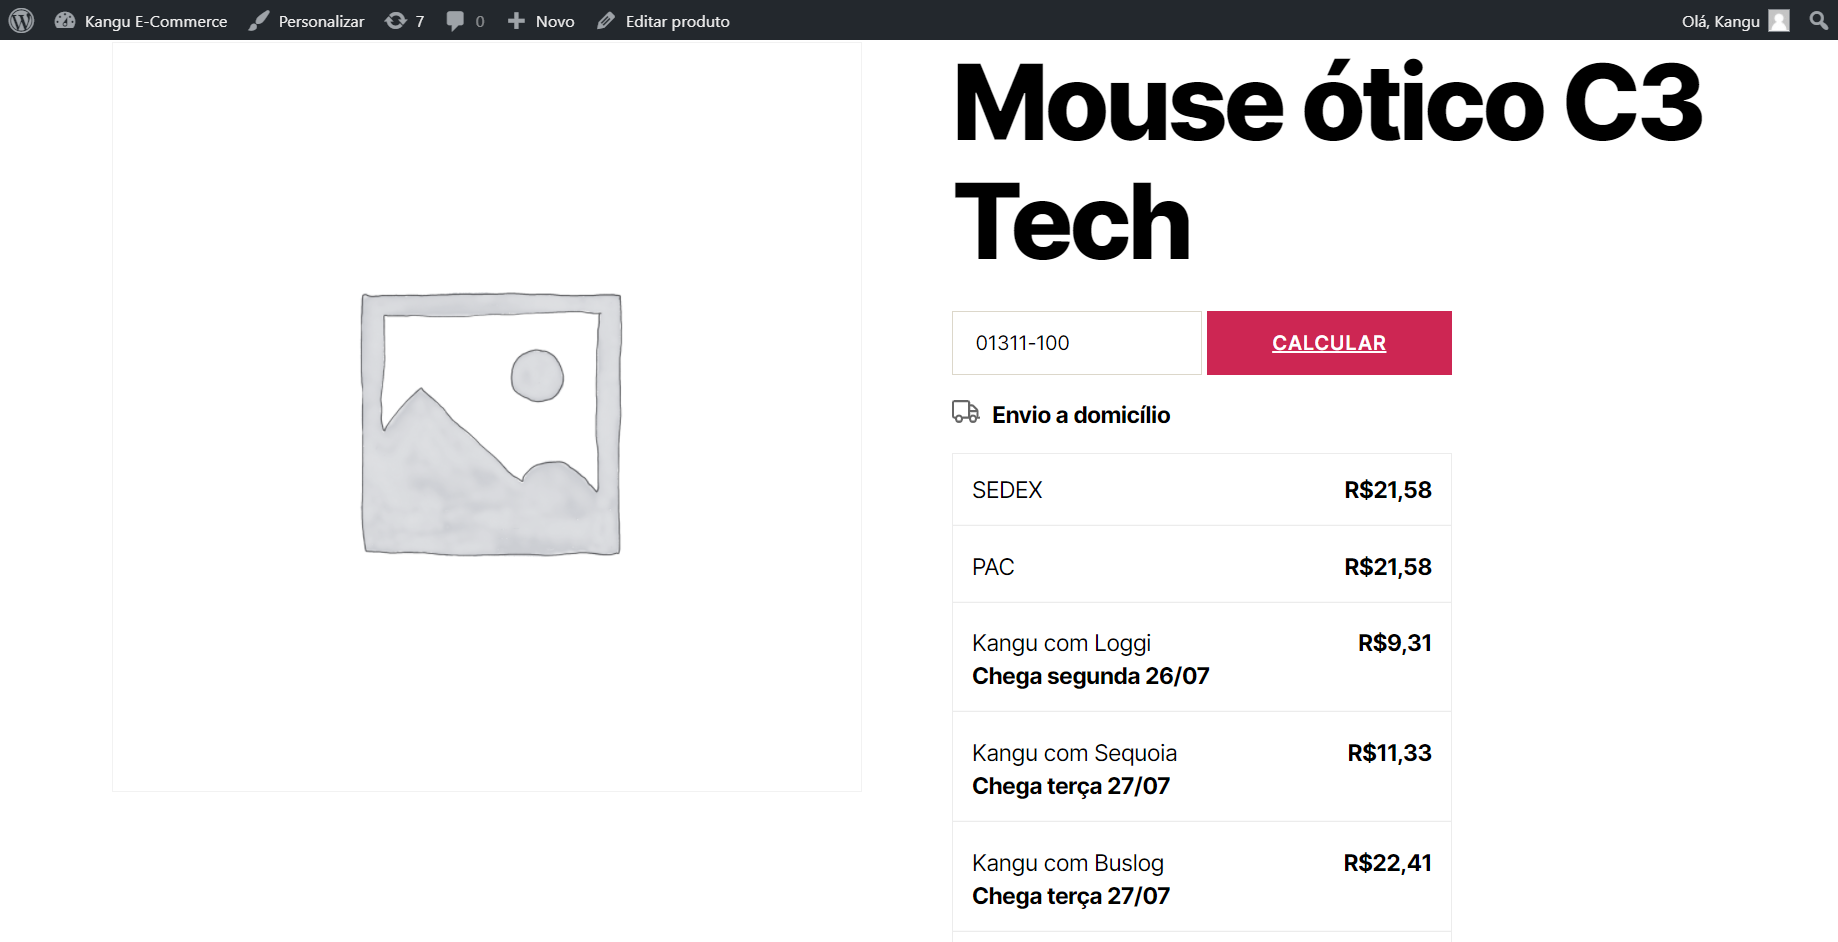 Kangu E-Commerce Personalizar 7 0 Novo Editar produto Olá, Kangu
Mouse ótico C3
Tech
01311-100 CALCULAR
Envio a domicílio
SEDEX R$21,58
PAC R$21,58
Kangu com Loggi R$9,31
Chega segunda 26/07
Kangu com Sequoia R$11,33
Chega terça 27/07
Kangu com Buslog R$22,41
Chega terça 27/07